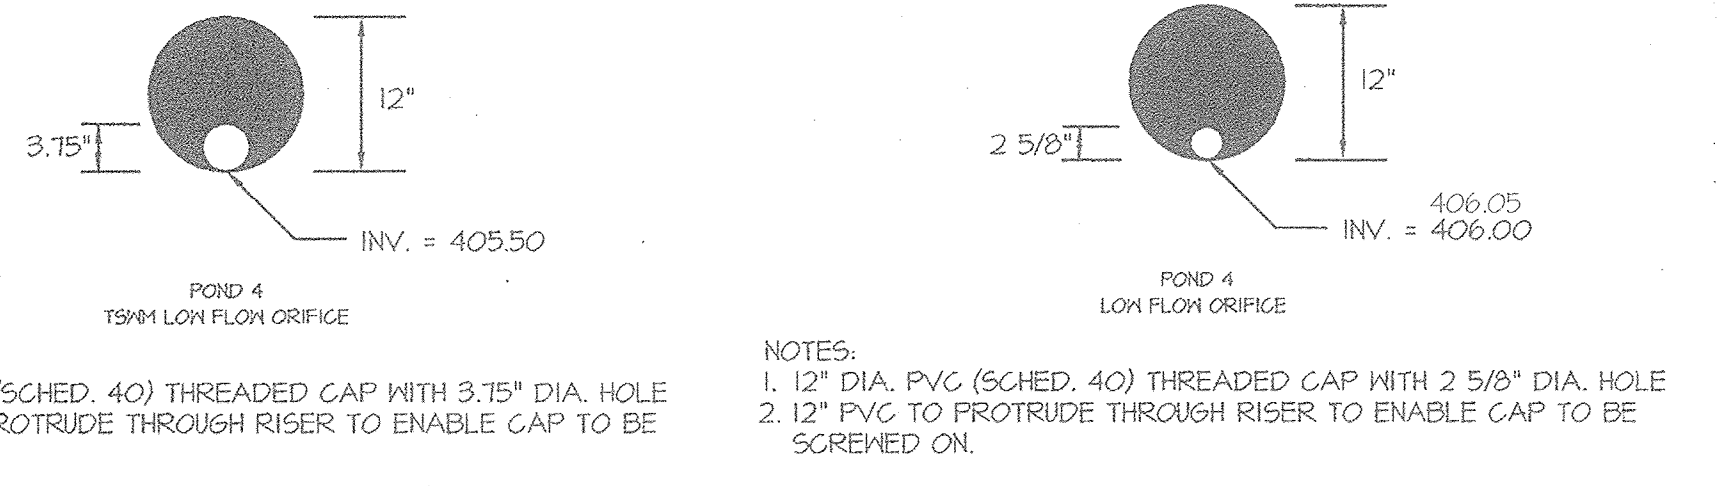 12"
3.75"
INV. = 405.50
POND 4
TSWM LOW FLOW ORIFICE
(SCHED. 40) THREADED CAP WITH 3.75" DIA. HOLE
ROTRUDE THROUGH RISER TO ENABLE CAP TO BE
12"
2 5/8"
406.05
INV. = 406.00
POND 4
LOW FLOW ORIFICE
NOTES:
1. 12" DIA. PVC (SCHED. 40) THREADED CAP WITH 2 5/8" DIA. HOLE
2. 12" PVC TO PROTRUDE THROUGH RISER TO ENABLE CAP TO BE
SCREWED ON.